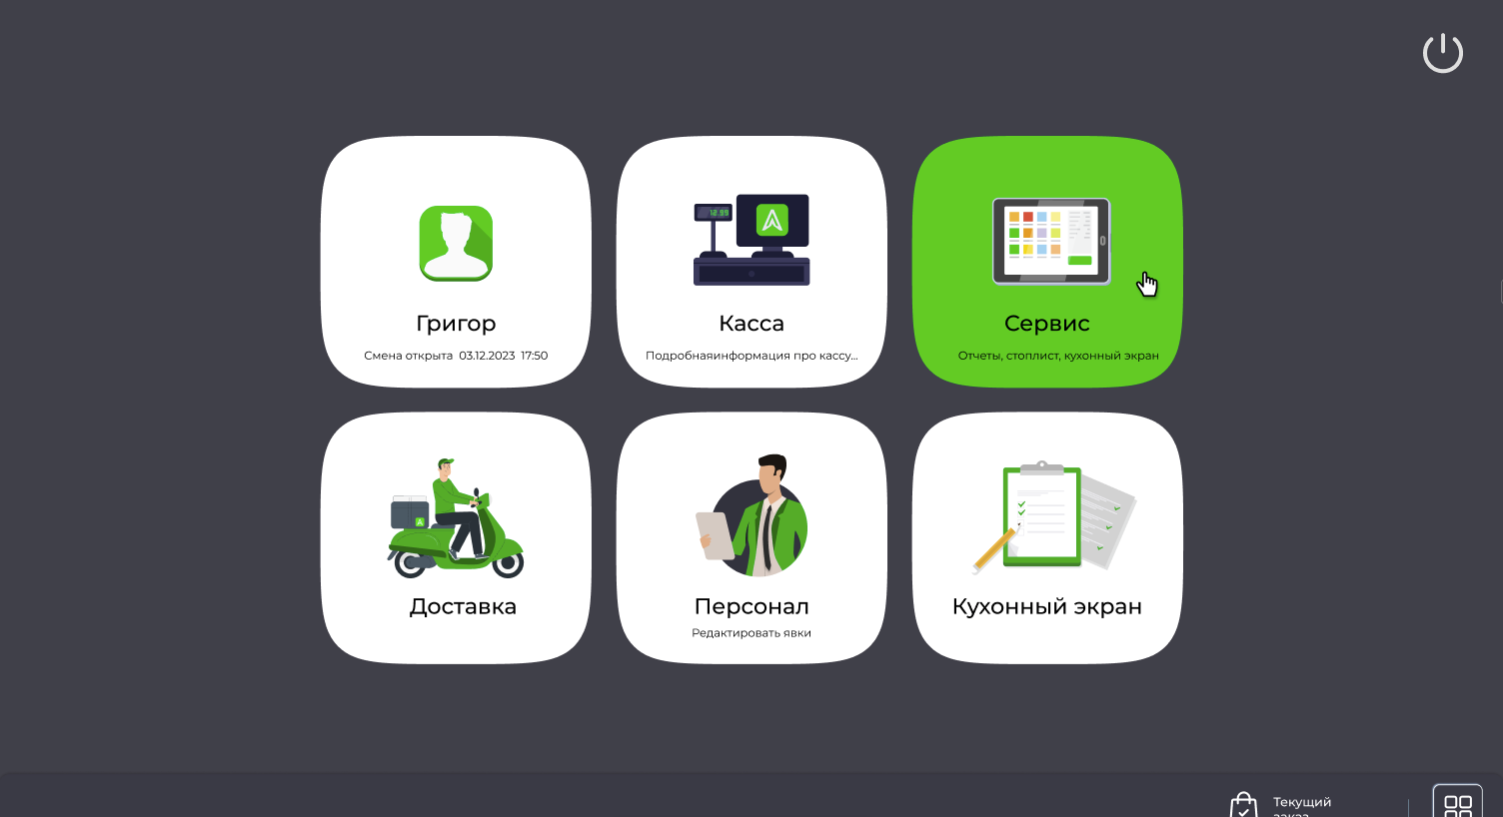 Григор
Смена открыта 03.12.2023 17:50
Касса
Подробнаяинформация про кассу...
Сервис
Отчеты, стоплист, кухонный экран
Доставка
Персонал
Редактировать явки
Кухонный экран
Текущий
заказ